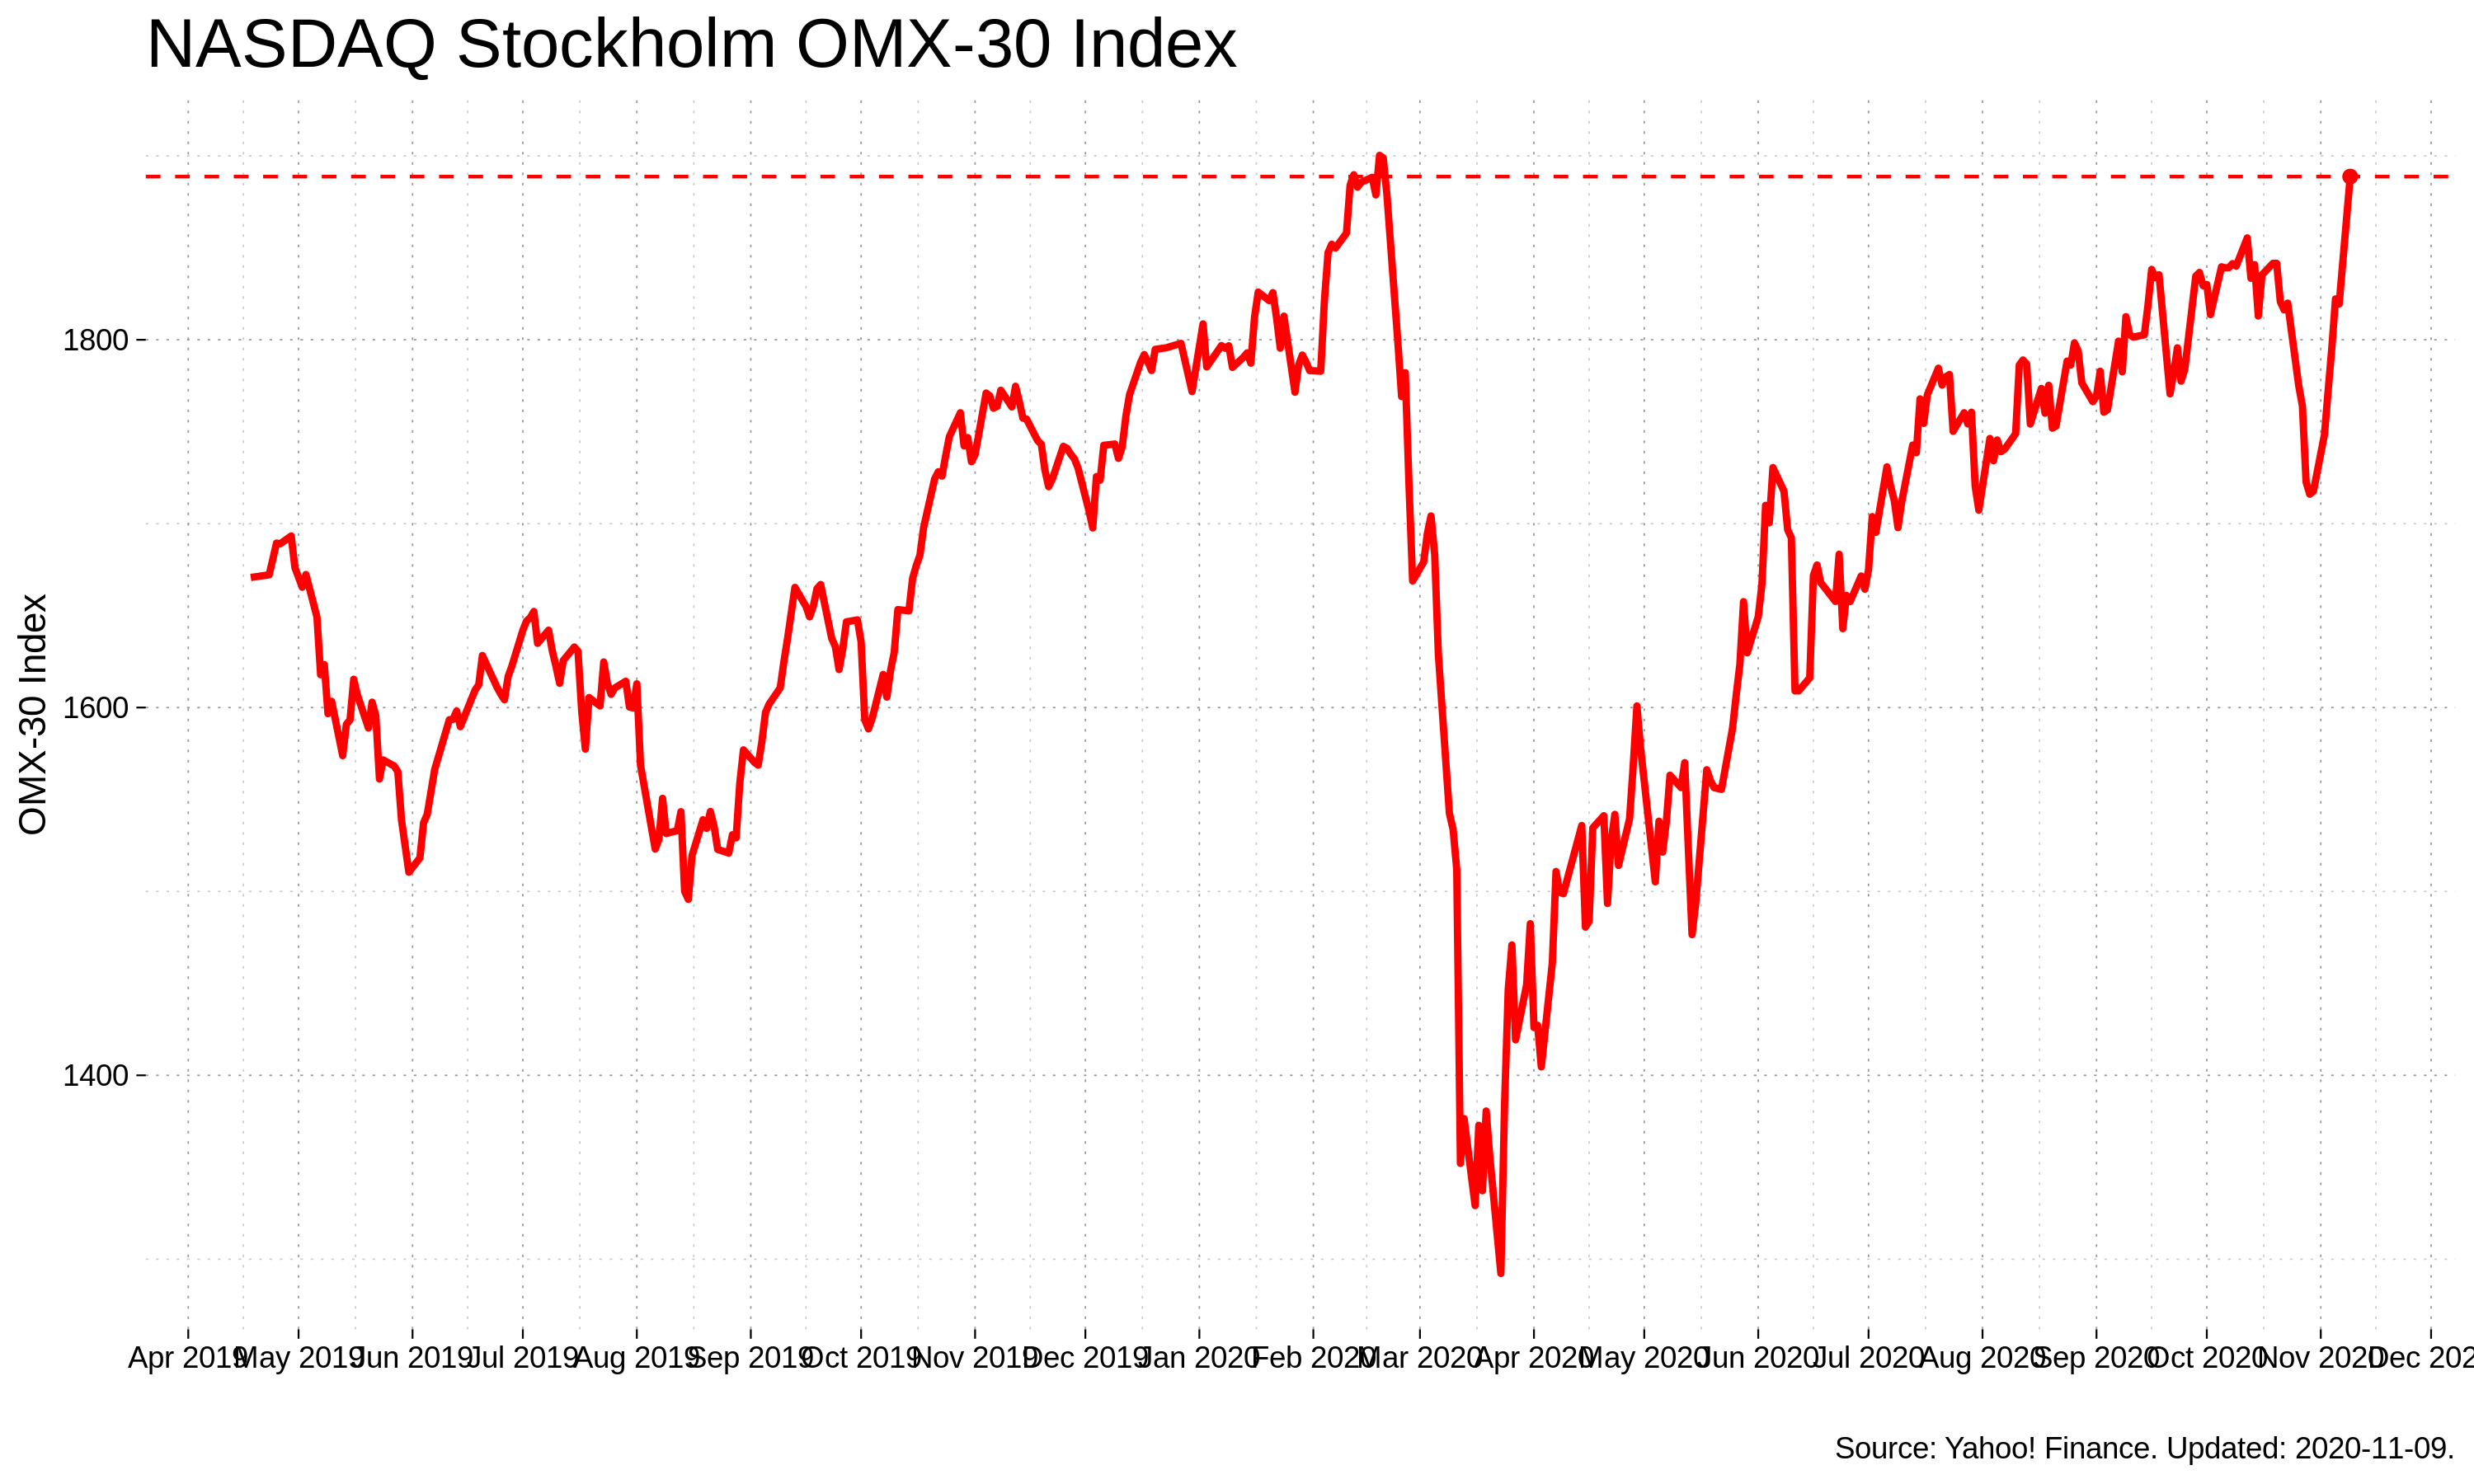 NASDAQ Stockholm OMX-30 Index
OMX-30 Index
1800
1600
1400
Apr 2019 May 2019 Jun 2019 Jul 2019 Aug 2019 Sep 2019 Oct 2019 Nov 2019 Dec 2019 Jan 2020 Feb 2020 Mar 2020 Apr 2020 May 2020 Jun 2020 Jul 2020 Aug 2020 Sep 2020 Oct 2020 Nov 2020 Dec 202
Source: Yahoo! Finance. Updated: 2020-11-09.